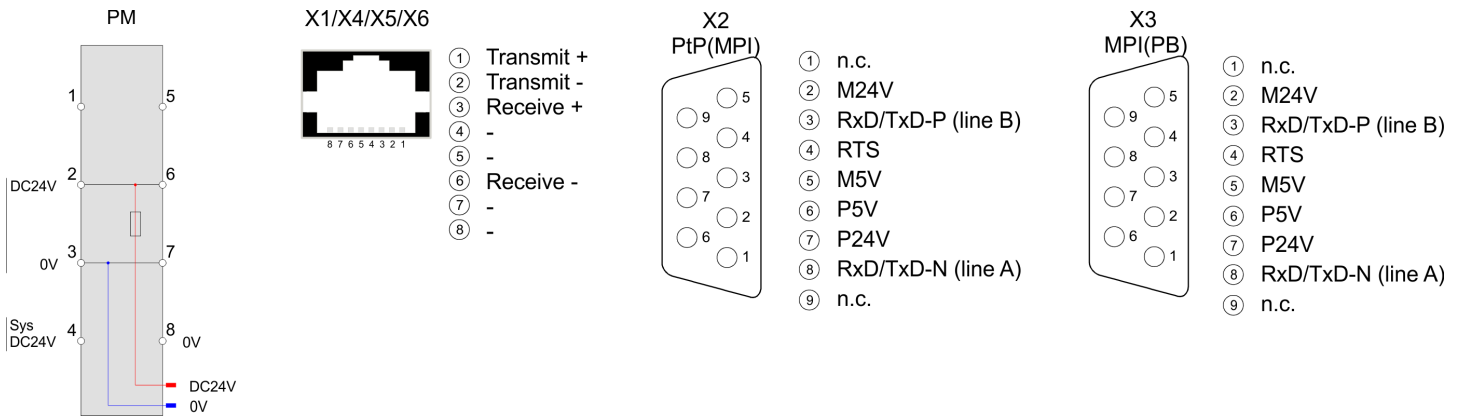 PM
1
5
2
6
DC24V
3
7
0V
Sys
DC24V
4
8
0V
DC24V
0V
X1/X4/X5/X6
8 7 6 5 4 3 2 1
1 Transmit +
2 Transmit -
3 Receive +
4 -
5 -
6 Receive -
7 -
8 -
X2
PtP(MPI)
5
9
4
8
3
7
2
6
1
1 n.c.
2 M24V
3 RxD/TxD-P (line B)
4 RTS
5 M5V
6 P5V
7 P24V
8 RxD/TxD-N (line A)
9 n.c.
X3
MPI(PB)
5
9
4
8
3
7
2
6
1
1 n.c.
2 M24V
3 RxD/TxD-P (line B)
4 RTS
5 M5V
6 P5V
7 P24V
8 RxD/TxD-N (line A)
9 n.c.